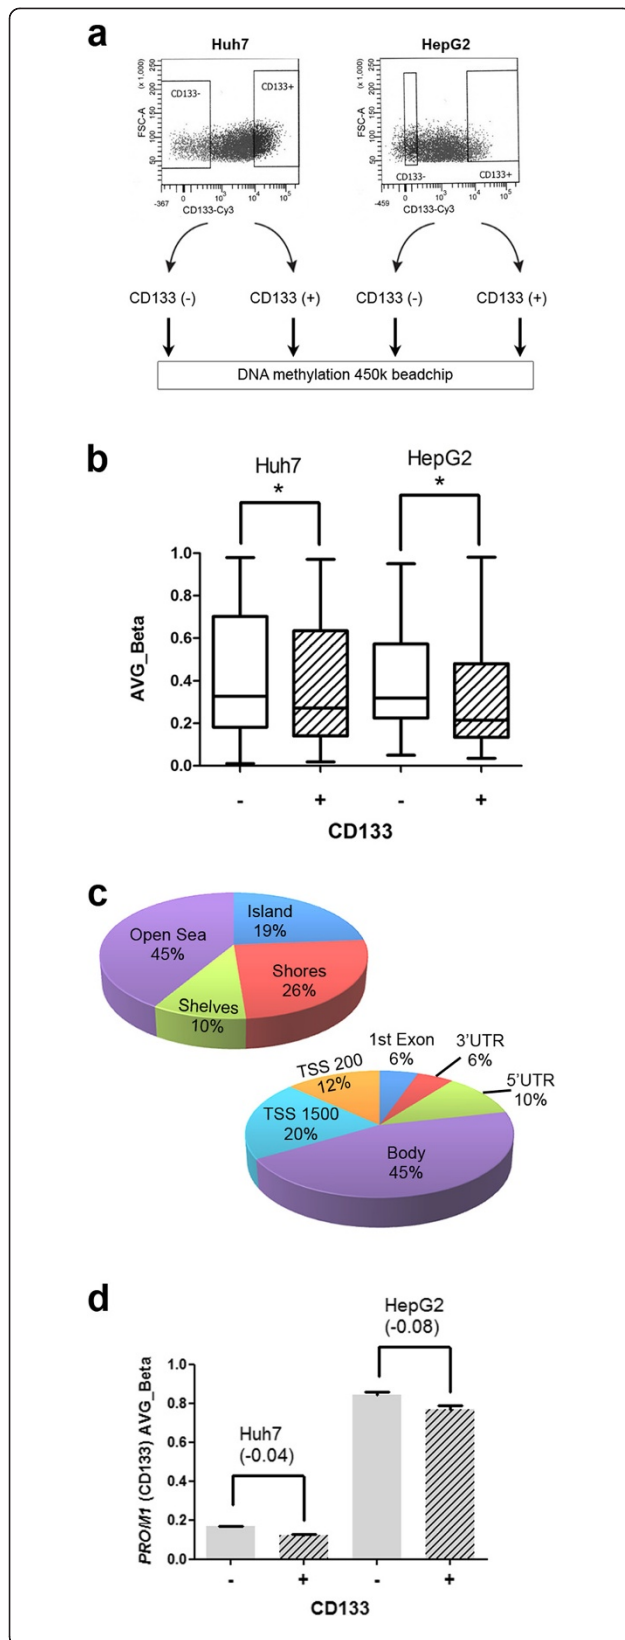 a
Huh7
HepG2
(x 1,000)
FSC-A
250
200
150
100
50
CD133-
CD133+
-367
0
10³
10⁴
10⁵
CD133-Cy3
(x 1,000)
FSC-A
250
200
150
100
50
CD133-
CD133+
-459
0
10³
10⁴
10⁵
CD133-Cy3
CD133 (-)
CD133 (+)
CD133 (-)
CD133 (+)
DNA methylation 450k beadchip
b
Huh7
*
HepG2
*
AVG_Beta
1.0
0.8
0.6
0.4
0.2
0.0
- + - +
CD133
c
Island
19%
Open Sea
45%
Shores
26%
Shelves
10%
1st Exon
6%
3'UTR
6%
TSS 200
12%
5'UTR
10%
TSS 1500
20%
Body
45%
d
HepG2
(-0.08)
Huh7
(-0.04)
PROM1 (CD133) AVG_Beta
1.0
0.8
0.6
0.4
0.2
0.0
- + - +
CD133